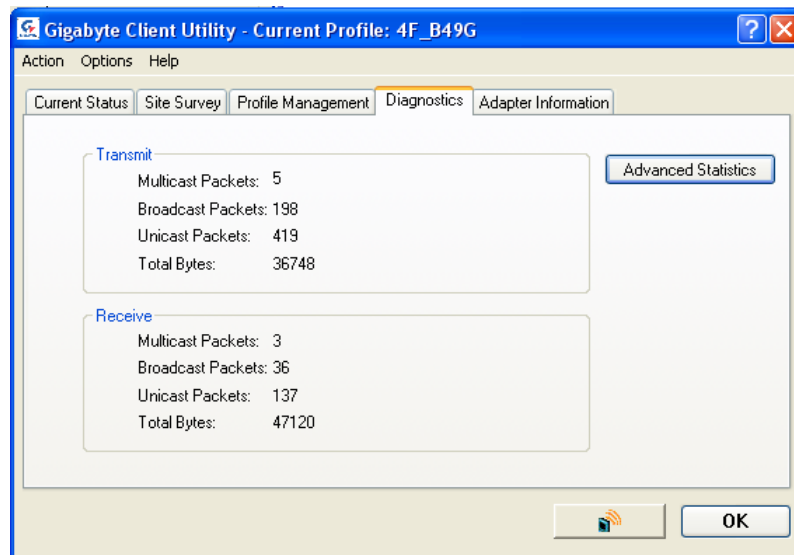 Gigabyte Client Utility - Current Profile: 4F_B49G
Action Options Help
Current Status Site Survey Profile Management Diagnostics Adapter Information
Transmit
Multicast Packets: 5
Broadcast Packets: 198
Unicast Packets: 419
Total Bytes: 36748
Advanced Statistics
Receive
Multicast Packets: 3
Broadcast Packets: 36
Unicast Packets: 137
Total Bytes: 47120
OK